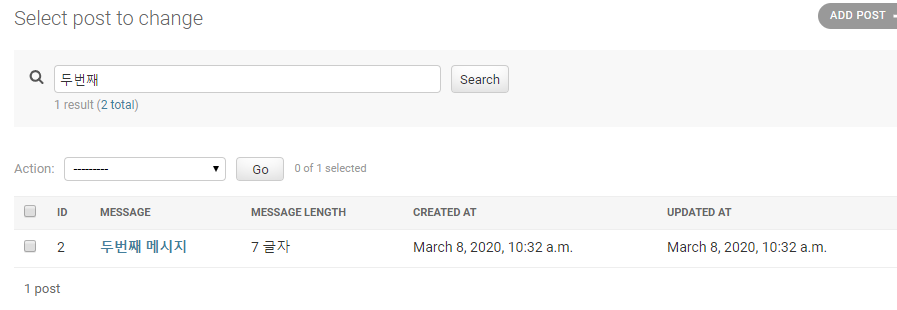 Select post to change
ADD POST +
두번째 Search
1 result (2 total)
Action: --------- Go 0 of 1 selected
ID MESSAGE MESSAGE LENGTH CREATED AT UPDATED AT
2 두번째 메시지 7 글자 March 8, 2020, 10:32 a.m. March 8, 2020, 10:32 a.m.
1 post